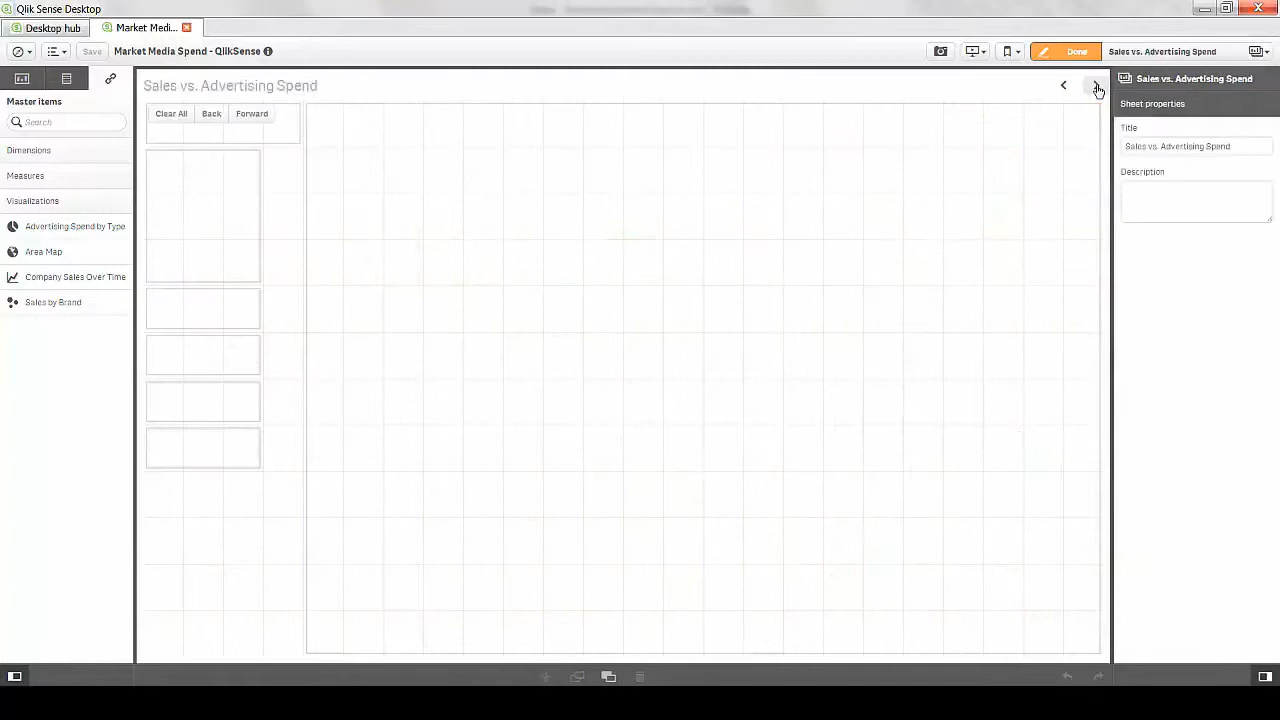 Qlik Sense Desktop
Desktop hub
Market Medi...
Save
Market Media Spend - QlikSense
Done
Sales vs. Advertising Spend
Sales vs. Advertising Spend
Sales vs. Advertising Spend
Master items
Sheet properties
Clear All Back Forward
Search
Title
Sales vs. Advertising Spend
Dimensions
Measures
Description
Visualizations
Advertising Spend by Type
Area Map
Company Sales Over Time
Sales by Brand